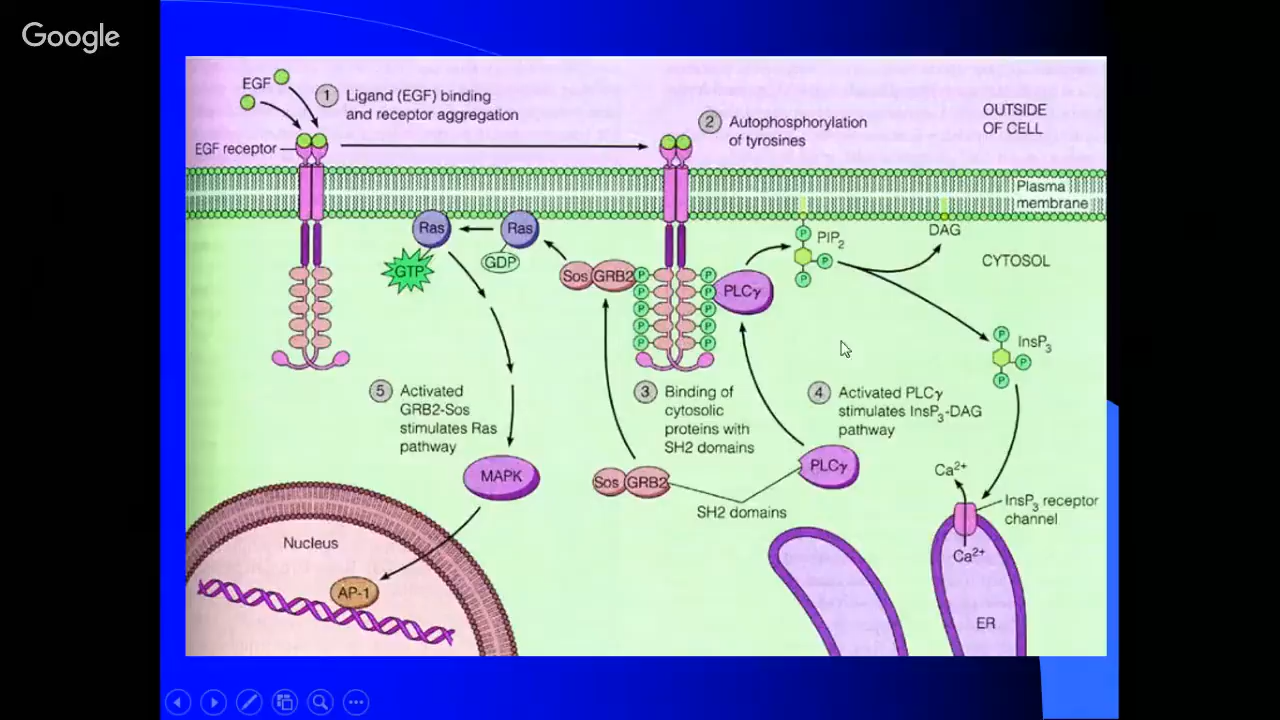 Google
EGF
1
Ligand (EGF) binding
and receptor aggregation
EGF receptor
2
Autophosphorylation
of tyrosines
OUTSIDE
OF CELL
Plasma
membrane
CYTOSOL
Ras
Ras
GTP
GDP
Sos
GRB2
P
P
P
P
P
P
P
P
P
P
PLCγ
P
PIP2
P
P
DAG
P
InsP3
P
P
5
Activated
GRB2-Sos
stimulates Ras
pathway
3
Binding of
cytosolic
proteins with
SH2 domains
4
Activated PLCγ
stimulates InsP3-DAG
pathway
MAPK
Sos
GRB2
PLCγ
SH2 domains
Ca2+
InsP3 receptor
channel
Ca2+
ER
Nucleus
AP-1